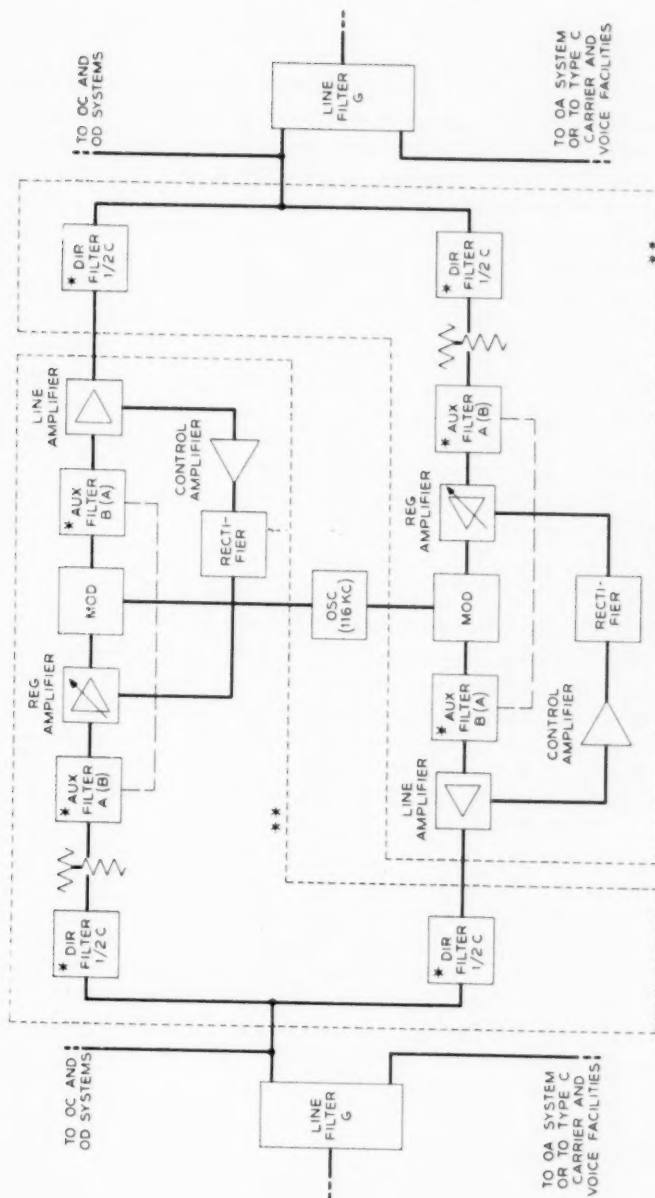 TO OC AND
OD SYSTEMS
LINE
FILTER
G
TO OA SYSTEM
OR TO TYPE C
CARRIER AND
VOICE FACILITIES
* DIR
FILTER
1/2 C
* AUX
FILTER
A (B)
REG
AMPLIFIER
MOD
* AUX
FILTER
B (A)
LINE
AMPLIFIER
* DIR
FILTER
1/2 C
CONTROL
AMPLIFIER
RECTI-
FIER
**
OSC
(116 KC)
* DIR
FILTER
1/2 C
LINE
AMPLIFIER
* AUX
FILTER
B (A)
MOD
REG
AMPLIFIER
* AUX
FILTER
A (B)
* DIR
FILTER
1/2 C
CONTROL
AMPLIFIER
RECTI-
FIER
**
TO OC AND
OD SYSTEMS
LINE
FILTER
G
TO OA SYSTEM
OR TO TYPE C
CARRIER AND
VOICE FACILITIES